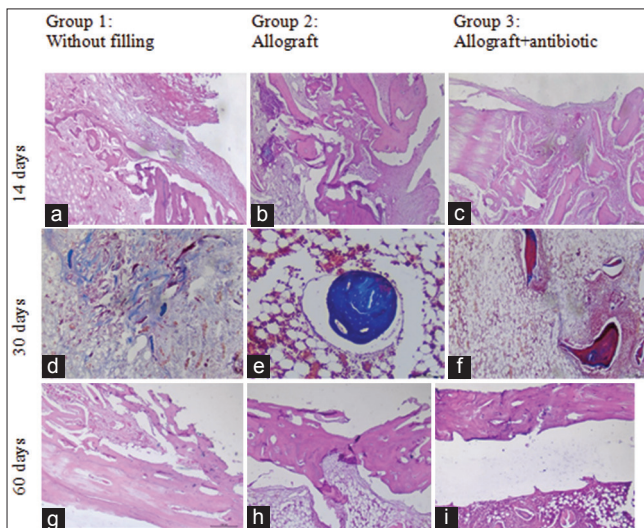 Group 1:
Without filling
Group 2:
Allograft
Group 3:
Allograft+antibiotic
14 days
a
b
c
30 days
d
e
f
60 days
g
h
i